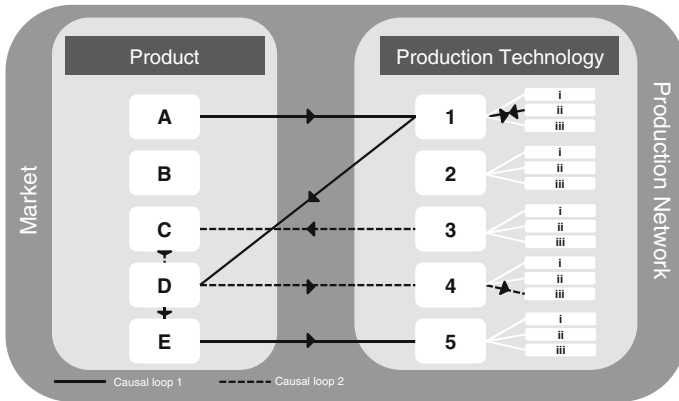 Product
Production Technology
Market
Production Network
A
1
i
ii
iii
B
2
i
ii
iii
C
3
i
ii
iii
D
4
i
ii
iii
E
5
i
ii
iii
Causal loop 1
Causal loop 2